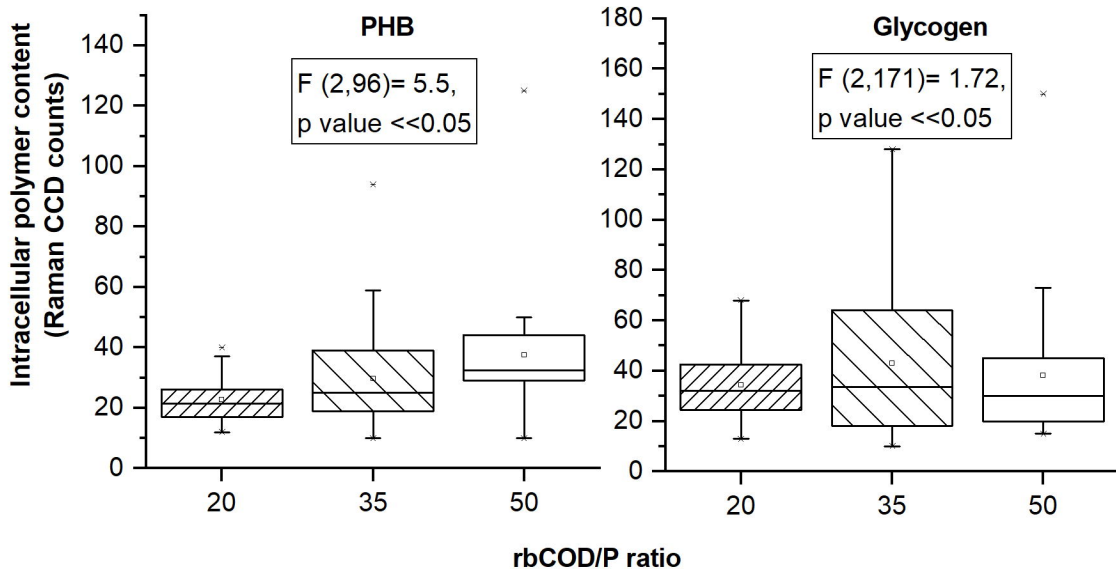 Intracellular polymer content
(Raman CCD counts)
PHB
F (2,96)= 5.5,
p value <<0.05
140
120
100
80
60
40
20
0
20 35 50
Glycogen
F (2,171)= 1.72,
p value <<0.05
180
160
140
120
100
80
60
40
20
0
20 35 50
rbCOD/P ratio